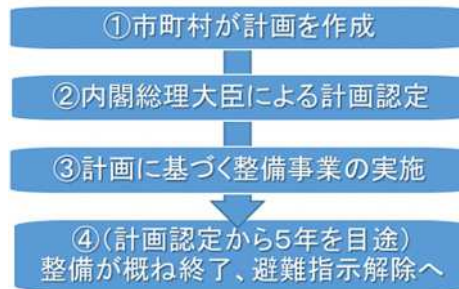 ①市町村が計画を作成
②内閣総理大臣による計画認定
③計画に基づく整備事業の実施
④(計画認定から5年を目途)
整備が概ね終了、避難指示解除へ